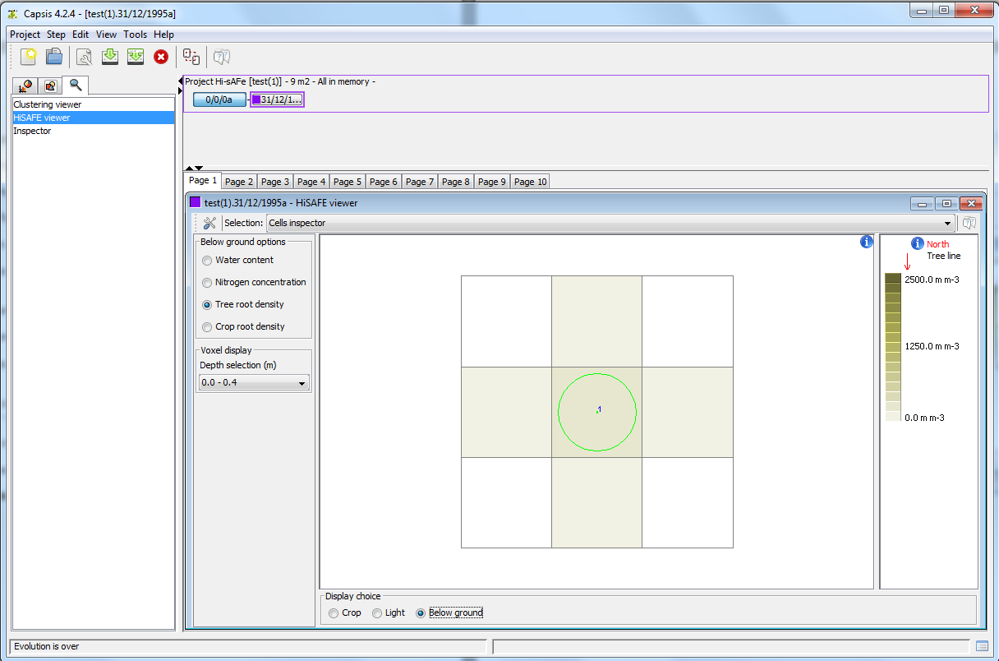 Capsis 4.2.4 - [test(1).31/12/1995a]
Project Step Edit View Tools Help
Clustering viewer
HiSAFE viewer
Inspector
Project Hi-sAFe [test(1)] - 9 m2 - All in memory -
0/0/0a - 31/12/1...
Page 1 Page 2 Page 3 Page 4 Page 5 Page 6 Page 7 Page 8 Page 9 Page 10
test(1).31/12/1995a - HiSAFE viewer
Selection: Cells inspector
Below ground options
Water content
Nitrogen concentration
Tree root density
Crop root density
Voxel display
Depth selection (m)
0.0 - 0.4
1
North
Tree line
2500.0 m m-3
1250.0 m m-3
0.0 m m-3
Display choice
Crop Light Below ground
Evolution is over